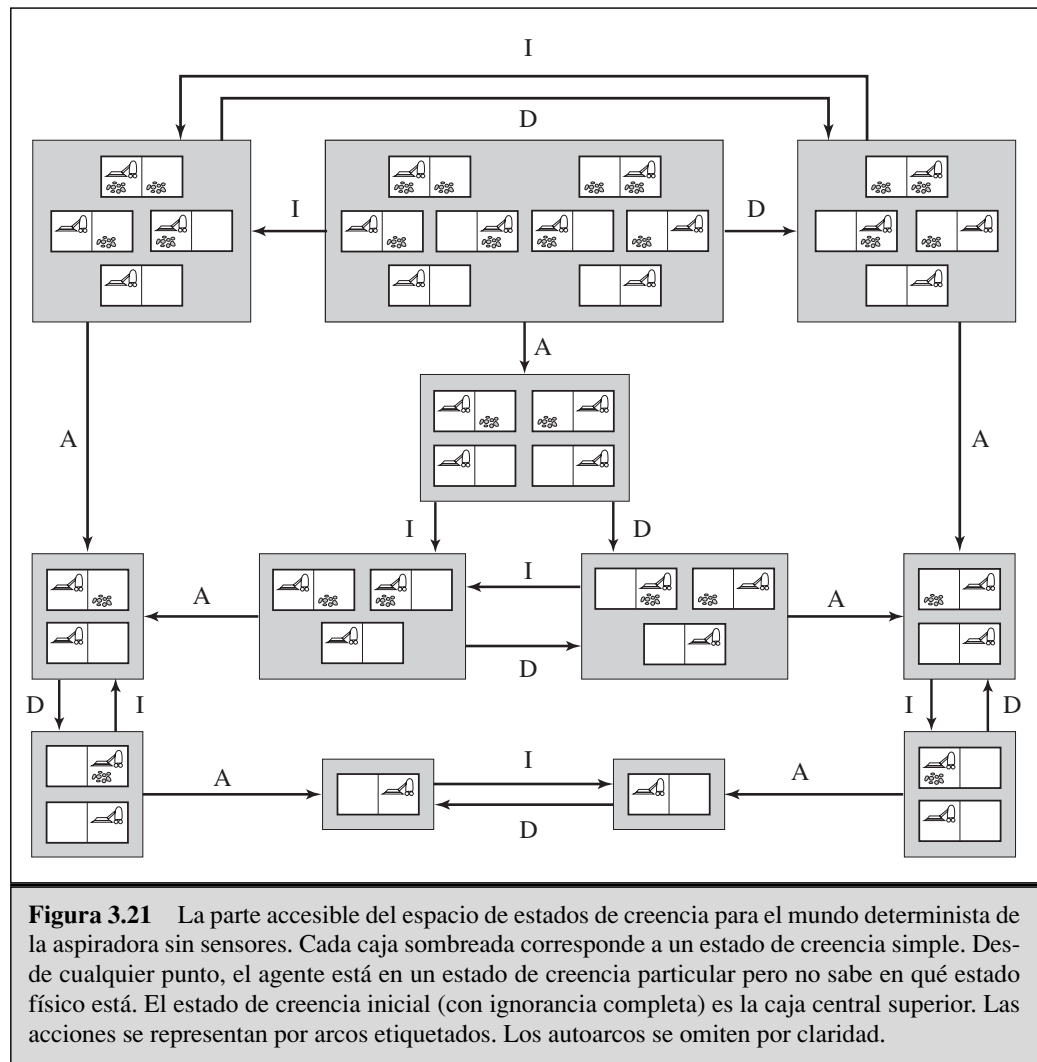 I
D
I
D
A
A
A
I
D
I
A
A
D
D
I
I
D
I
A
A
D
Figura 3.21 La parte accesible del espacio de estados de creencia para el mundo determinista de
la aspiradora sin sensores. Cada caja sombreada corresponde a un estado de creencia simple. Des-
de cualquier punto, el agente está en un estado de creencia particular pero no sabe en qué estado
físico está. El estado de creencia inicial (con ignorancia completa) es la caja central superior. Las
acciones se representan por arcos etiquetados. Los autoarcos se omiten por claridad.